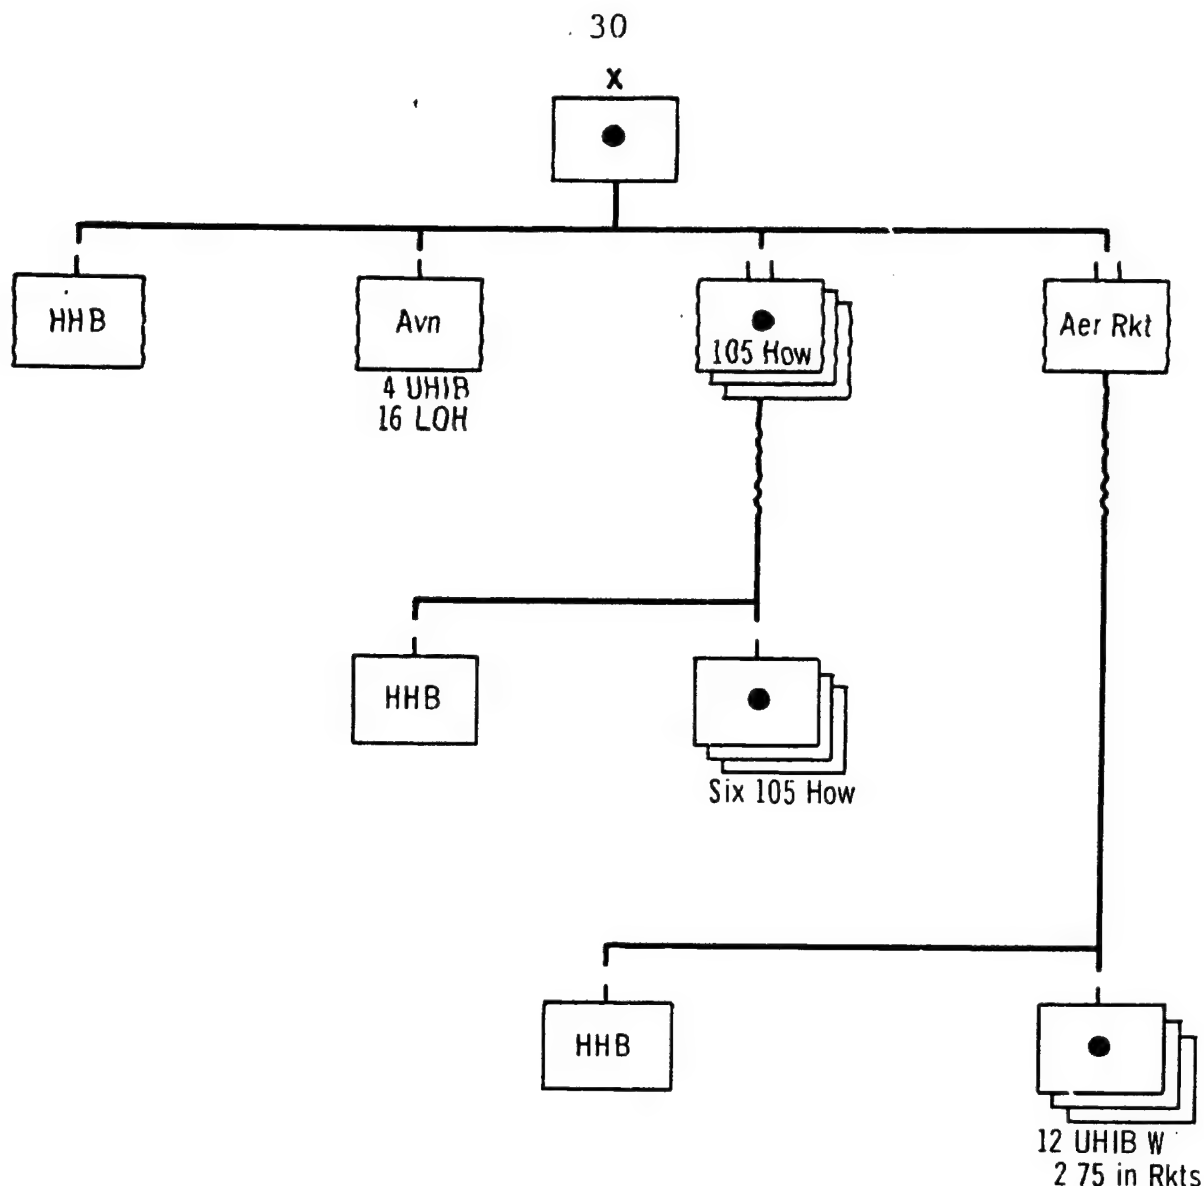 30
X
HHB
Avn
105 How
Aer Rkt
4 UHIB
16 LOH
HHB
Six 105 How
HHB
12 UHIB W
2 75 in Rkts